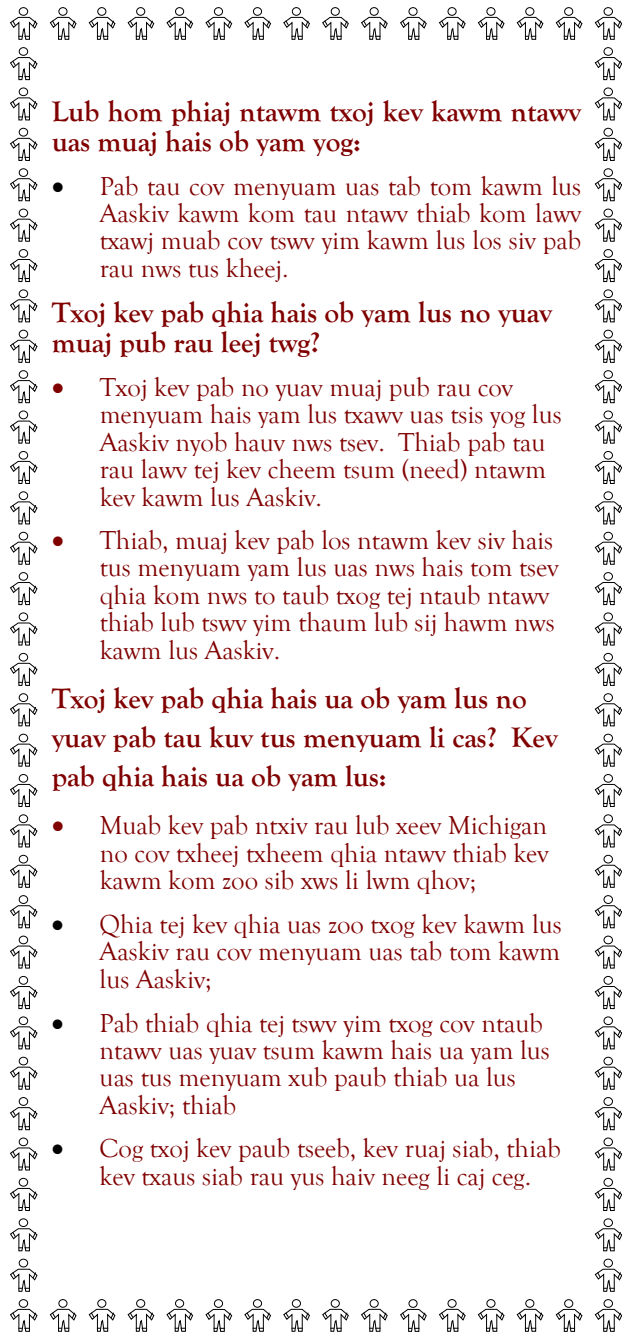 Lub hom phiaj ntawm txoj kev kawm ntawv
uas muaj hais ob yam yog:
• Pab tau cov menyuam uas tab tom kawm lus
Aaskiv kawm kom tau ntawv thiab kom lawv
txawj muab cov tswv yim kawm lus los siv pab
rau nws tus kheej.
Txoj kev pab qhia hais ob yam lus no yuav
muaj pub rau leej twg?
• Txoj kev pab no yuav muaj pub rau cov
menyuam hais yam lus txawv uas tsis yog lus
Aaskiv nyob hauv nws tsev. Thiab pab tau
rau lawv tej kev cheem tsum (need) ntawm
kev kawm lus Aaskiv.
• Thiab, muaj kev pab los ntawm kev siv hais
tus menyuam yam lus uas nws hais tom tsev
qhia kom nws to taub txog tej ntaub ntawv
thiab lub tswv yim thaum lub sij hawm nws
kawm lus Aaskiv.
Txoj kev pab qhia hais ua ob yam lus no
yuav pab tau kuv tus menyuam li cas? Kev
pab qhia hais ua ob yam lus:
• Muab kev pab ntxiv rau lub xeev Michigan
no cov txheej txheem qhia ntawv thiab kev
kawm kom zoo sib xws li lwm qhov;
• Qhia tej kev qhia uas zoo txog kev kawm lus
Aaskiv rau cov menyuam uas tab tom kawm
lus Aaskiv;
• Pab thiab qhia tej tswv yim txog cov ntaub
ntawv uas yuav tsum kawm hais ua yam lus
uas tus menyuam xub paub thiab ua lus
Aaskiv; thiab
• Cog txoj kev paub tseeb, kev ruaj siab, thiab
kev txaus siab rau yus haiv neeg li caj ceg.